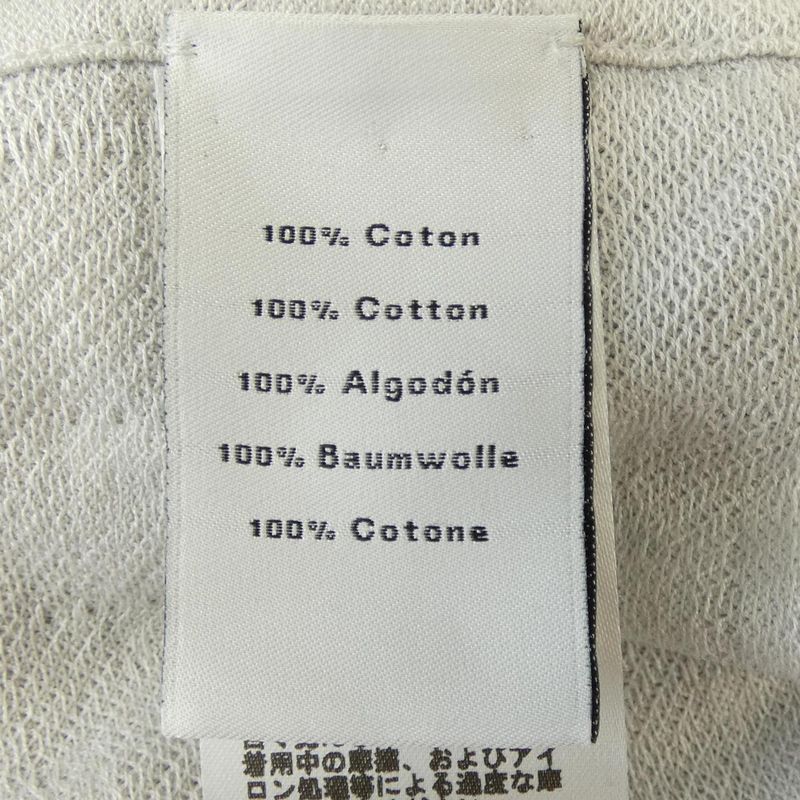 100% Coton
100% Cotton
100% Algodón
100% Baumwolle
100% Cotone
着用中の摩擦、およびアイ
ロン処理等による過度な摩